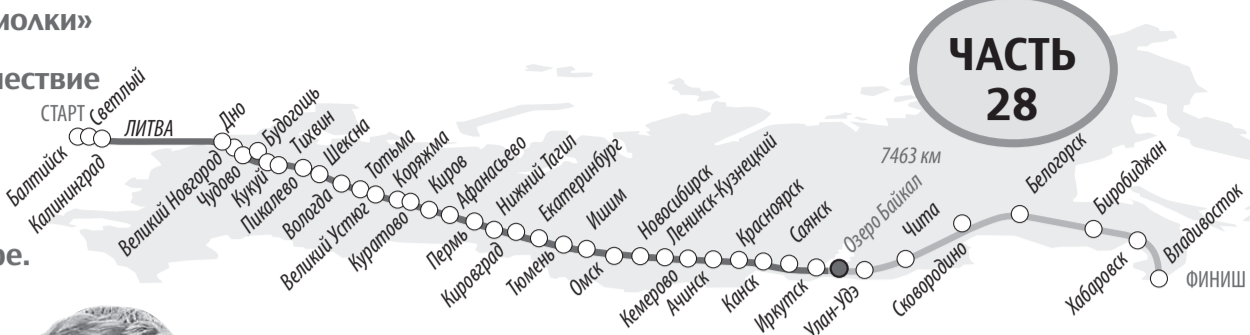 молки»
шествие
ре.
ЧАСТЬ
28
СТАРТ
Балтийск
Светлый
Калининград
ЛИТВА
Дно
Великий Новгород
Чудово
Будогощь
Кукуй
Тихвин
Пикалево
Шексна
Вологда
Тотьма
Великий Устюг
Коряжма
Куратово
Киров
Афанасьево
Пермь
Нижний Тагил
Кировград
Екатеринбург
Тюмень
Ишим
Омск
Новосибирск
Кемерово
Ленинск-Кузнецкий
Ачинск
Красноярск
Канск
Саянск
Иркутск
7463 км
Озеро Байкал
Улан-Удэ
Чита
Сковородино
Белогорск
Биробиджан
Хабаровск
Владивосток
ФИНИШ